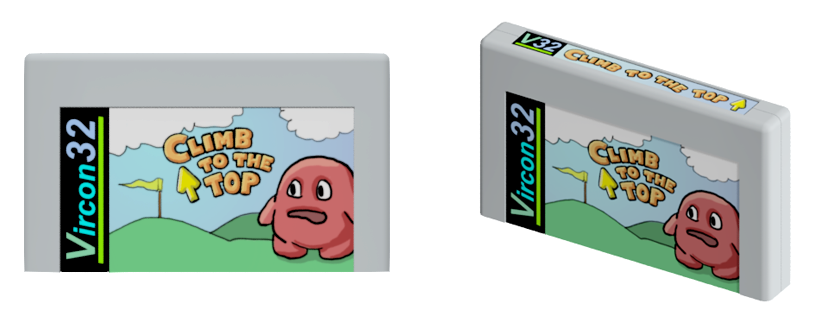 Vircon32
CLIMB
TO THE
TOP
V32
CLIMB TO THE TOP
Vircon32
CLIMB
TO THE
TOP